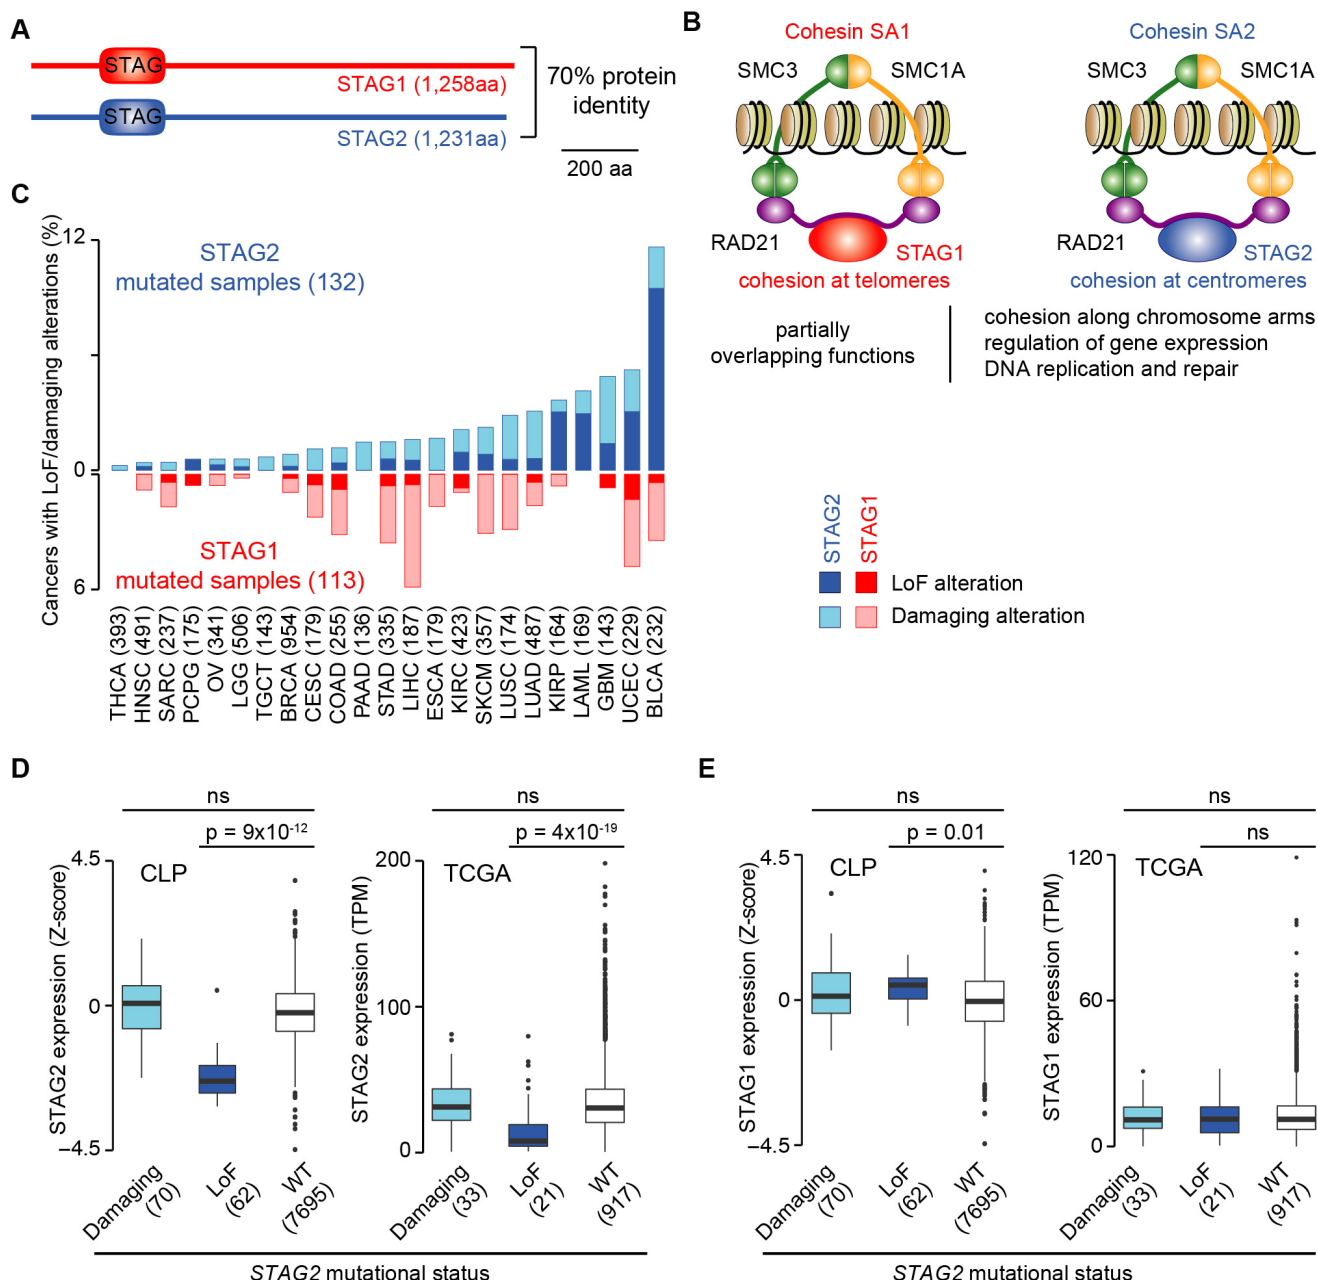 A
STAG
STAG1 (1,258aa)
STAG
STAG2 (1,231aa)
70% protein
identity
200 aa
B
Cohesin SA1
SMC3
SMC1A
RAD21
STAG1
cohesion at telomeres
Cohesin SA2
SMC3
SMC1A
RAD21
STAG2
cohesion at centromeres
partially
overlapping functions
cohesion along chromosome arms
regulation of gene expression
DNA replication and repair
C
Cancers with LoF/damaging alterations (%)
12
0
6
STAG2
mutated samples (132)
STAG1
mutated samples (113)
THCA (393)
HNSC (491)
SARC (237)
PCPG (175)
OV (341)
LGG (506)
TGCT (143)
BRCA (954)
CESC (179)
COAD (255)
PAAD (136)
STAD (335)
LIHC (187)
ESCA (179)
KIRC (423)
SKCM (357)
LUSC (174)
LUAD (487)
KIRP (164)
LAML (169)
GBM (143)
UCEC (229)
BLCA (232)
STAG2
STAG1
LoF alteration
Damaging alteration
D
ns
p = 9x10-12
CLP
STAG2 expression (Z-score)
4.5
0
−4.5
Damaging
(70)
LoF
(62)
WT
(7695)
ns
p = 4x10-19
TCGA
STAG2 expression (TPM)
200
100
0
Damaging
(33)
LoF
(21)
WT
(917)
STAG2 mutational status
E
ns
p = 0.01
CLP
STAG1 expression (Z-score)
4.5
0
−4.5
Damaging
(70)
LoF
(62)
WT
(7695)
ns
ns
TCGA
STAG1 expression (TPM)
120
60
0
Damaging
(33)
LoF
(21)
WT
(917)
STAG2 mutational status